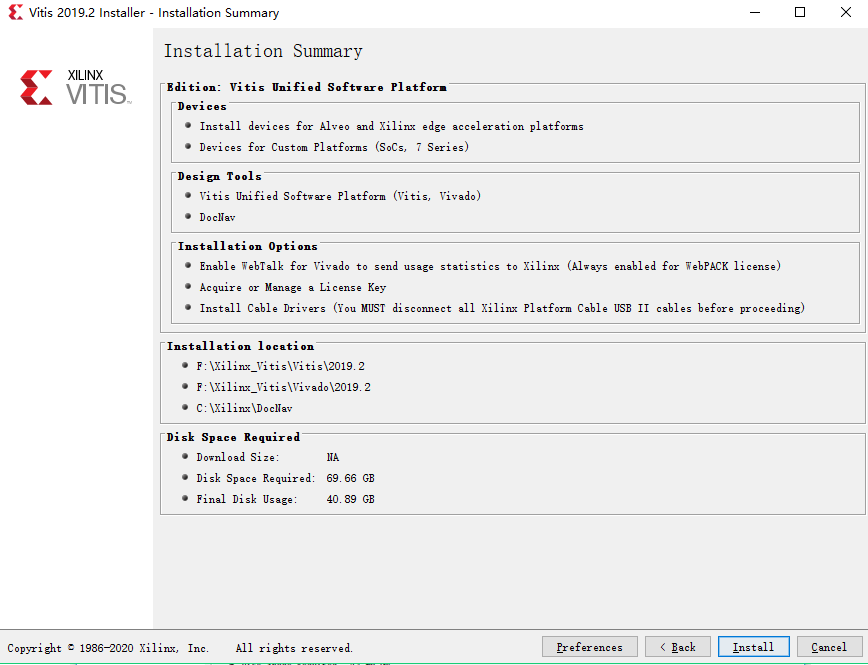 Vitis 2019.2 Installer - Installation Summary
Installation Summary
XILINX
VITIS™
Edition: Vitis Unified Software Platform
Devices
Install devices for Alveo and Xilinx edge acceleration platforms
Devices for Custom Platforms (SoCs, 7 Series)
Design Tools
Vitis Unified Software Platform (Vitis, Vivado)
DocNav
Installation Options
Enable WebTalk for Vivado to send usage statistics to Xilinx (Always enabled for WebPACK license)
Acquire or Manage a License Key
Install Cable Drivers (You MUST disconnect all Xilinx Platform Cable USB II cables before proceeding)
Installation location
F:\Xilinx_Vitis\Vitis\2019.2
F:\Xilinx_Vitis\Vivado\2019.2
C:\Xilinx\DocNav
Disk Space Required
Download Size: NA
Disk Space Required: 69.66 GB
Final Disk Usage: 40.89 GB
Copyright © 1986-2020 Xilinx, Inc. All rights reserved. Preferences < Back Install Cancel